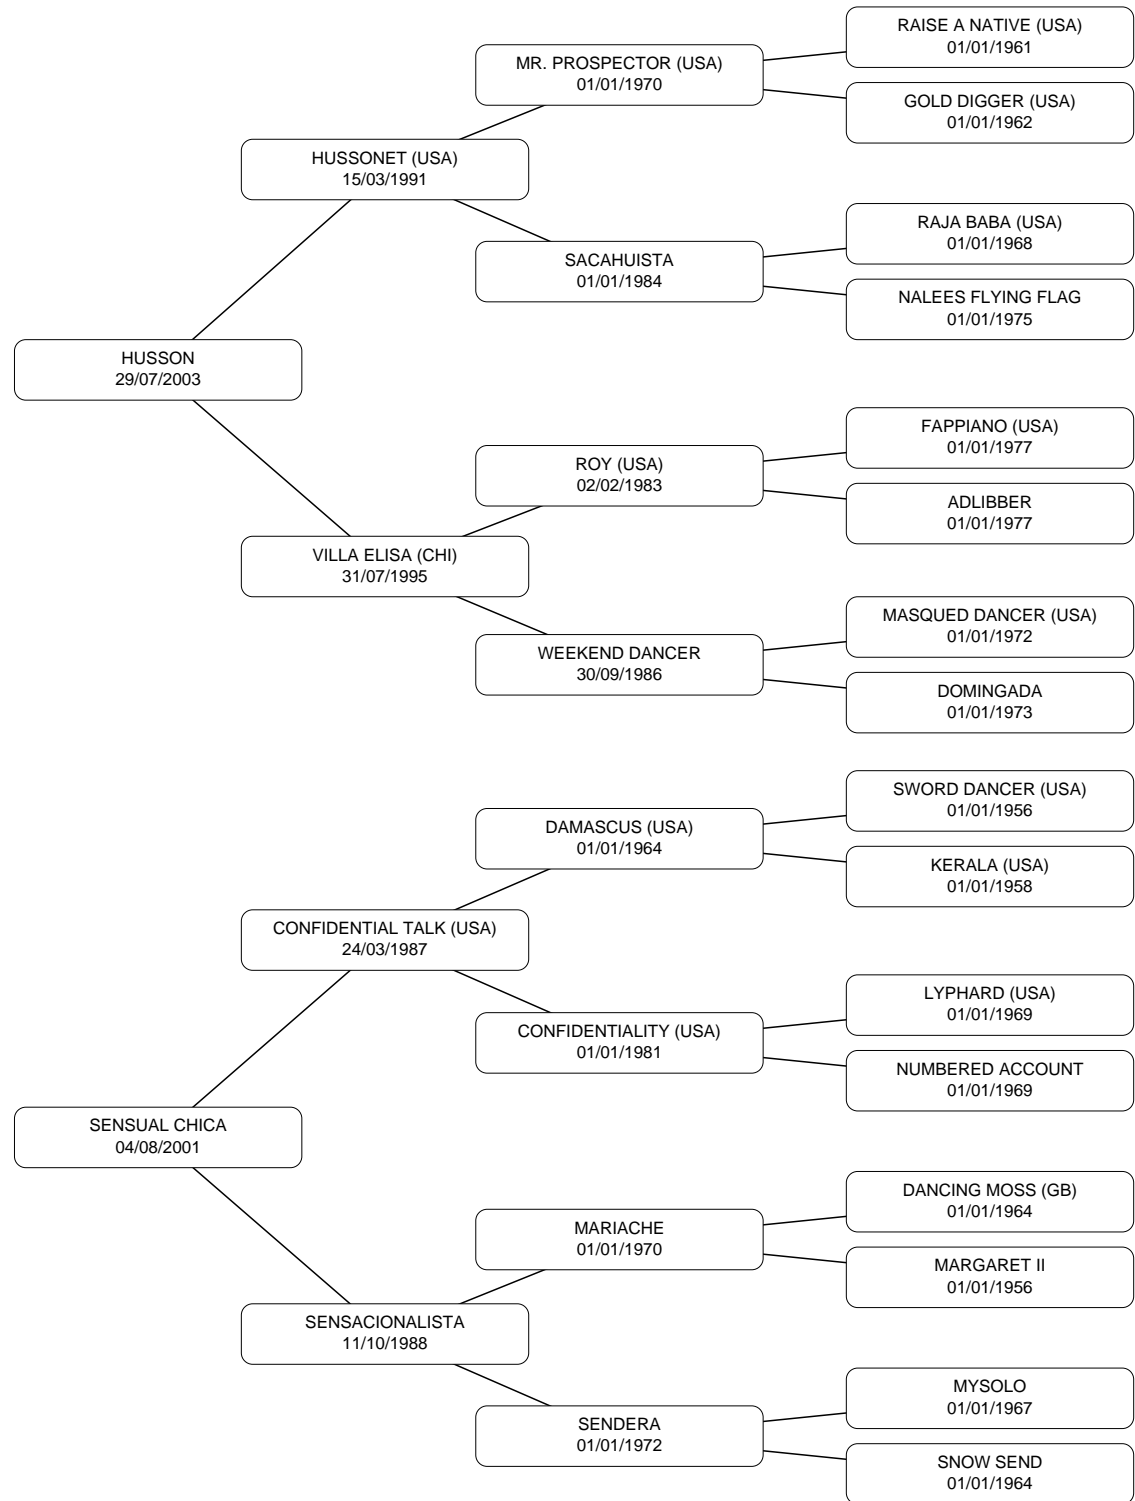 RAISE A NATIVE (USA)
01/01/1961
MR. PROSPECTOR (USA)
01/01/1970
GOLD DIGGER (USA)
01/01/1962
HUSSONET (USA)
15/03/1991
RAJA BABA (USA)
01/01/1968
SACAHUISTA
01/01/1984
NALEES FLYING FLAG
01/01/1975
HUSSON
29/07/2003
FAPPIANO (USA)
01/01/1977
ROY (USA)
02/02/1983
ADLIBBER
01/01/1977
VILLA ELISA (CHI)
31/07/1995
MASQUED DANCER (USA)
01/01/1972
WEEKEND DANCER
30/09/1986
DOMINGADA
01/01/1973
SWORD DANCER (USA)
01/01/1956
DAMASCUS (USA)
01/01/1964
KERALA (USA)
01/01/1958
CONFIDENTIAL TALK (USA)
24/03/1987
LYPHARD (USA)
01/01/1969
CONFIDENTIALITY (USA)
01/01/1981
NUMBERED ACCOUNT
01/01/1969
SENSUAL CHICA
04/08/2001
DANCING MOSS (GB)
01/01/1964
MARIACHE
01/01/1970
MARGARET II
01/01/1956
SENSACIONALISTA
11/10/1988
MYSOLO
01/01/1967
SENDERA
01/01/1972
SNOW SEND
01/01/1964